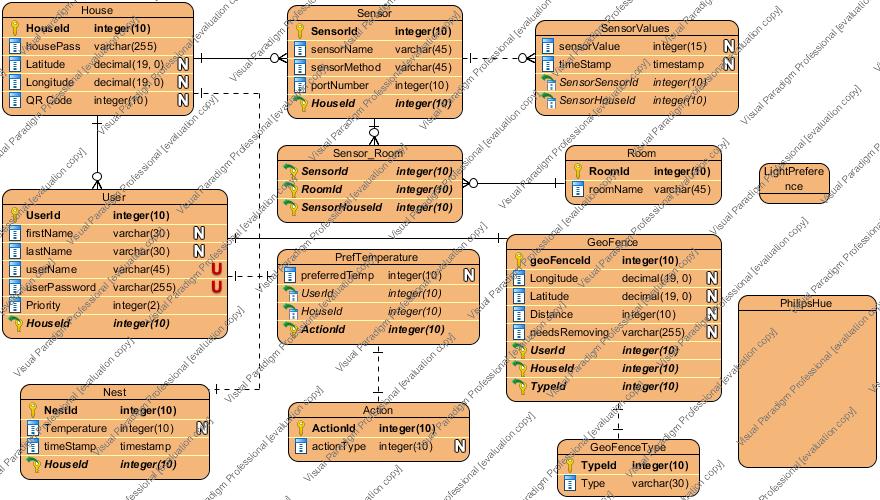 House
HouseId integer(10)
housePass varchar(255)
Latitude decimal(19, 0) N
Longitude decimal(19, 0) N
QR Code integer(10) N
Sensor
SensorId integer(10)
sensorName varchar(45)
sensorMethod varchar(45)
portNumber integer(10)
HouseId integer(10)
SensorValues
sensorValue integer(15) N
timeStamp timestamp N
SensorSensorId integer(10)
SensorHouseId integer(10)
Sensor_Room
SensorId integer(10)
RoomId integer(10)
SensorHouseId integer(10)
Room
RoomId integer(10)
roomName varchar(45)
LightPrefere
nce
User
UserId integer(10)
firstName varchar(30) N
lastName varchar(30) N
userName varchar(45) U
userPassword varchar(255) U
Priority integer(2)
HouseId integer(10)
PrefTemperature
preferredTemp integer(10) N
UserId integer(10)
HouseId integer(10)
ActionId integer(10)
GeoFence
geoFenceId integer(10)
Longitude decimal(19, 0) N
Latitude decimal(19, 0) N
Distance integer(10) N
needsRemoving varchar(255) N
UserId integer(10)
HouseId integer(10)
TypeId integer(10)
PhilipsHue
Nest
NestId integer(10)
Temperature integer(10) N
timeStamp timestamp
HouseId integer(10)
Action
ActionId integer(10)
actionType integer(10) N
GeoFenceType
TypeId integer(10)
Type varchar(30)
Visual Paradigm Professional [evaluation copy]